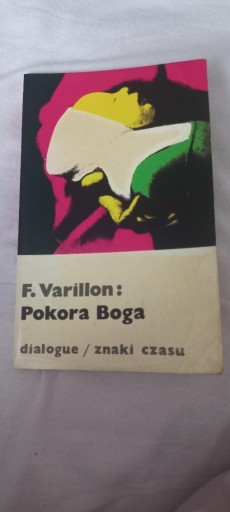 F. Varillon:
Pokora Boga
dialogue / znaki czasu